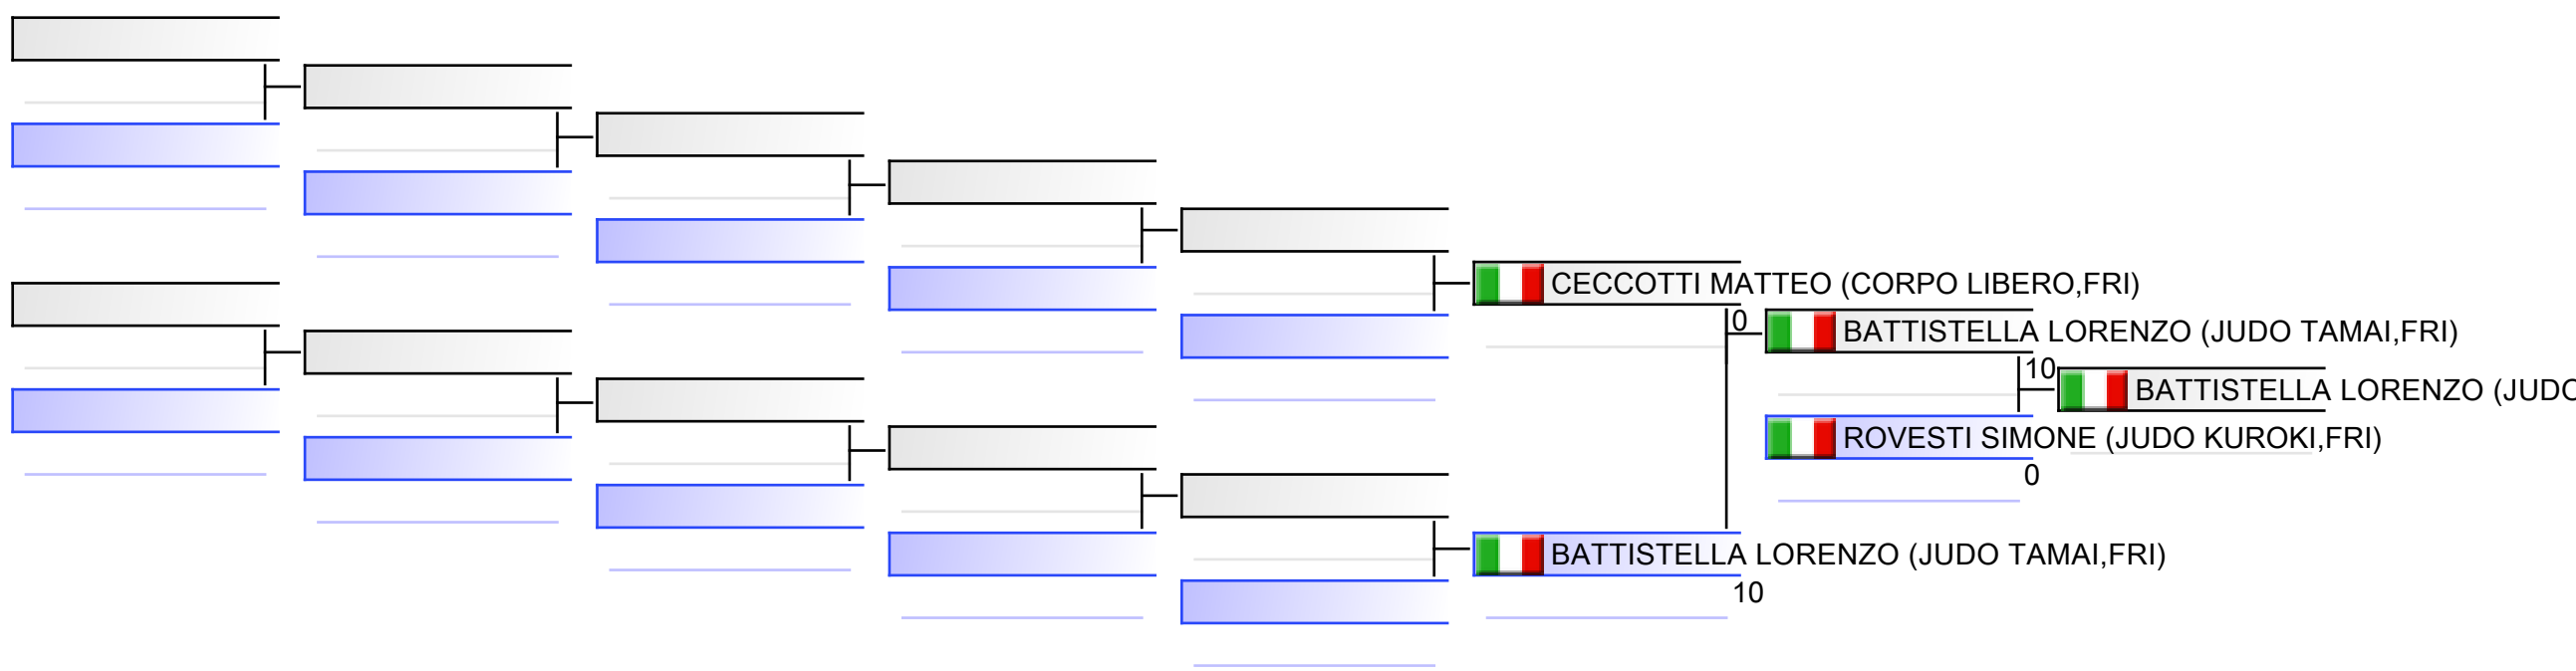 CECCOTTI MATTEO (CORPO LIBERO,FRI)
0
BATTISTELLA LORENZO (JUDO TAMAI,FRI)
10
BATTISTELLA LORENZO (JUDO
ROVESTI SIMONE (JUDO KUROKI,FRI)
0
BATTISTELLA LORENZO (JUDO TAMAI,FRI)
10